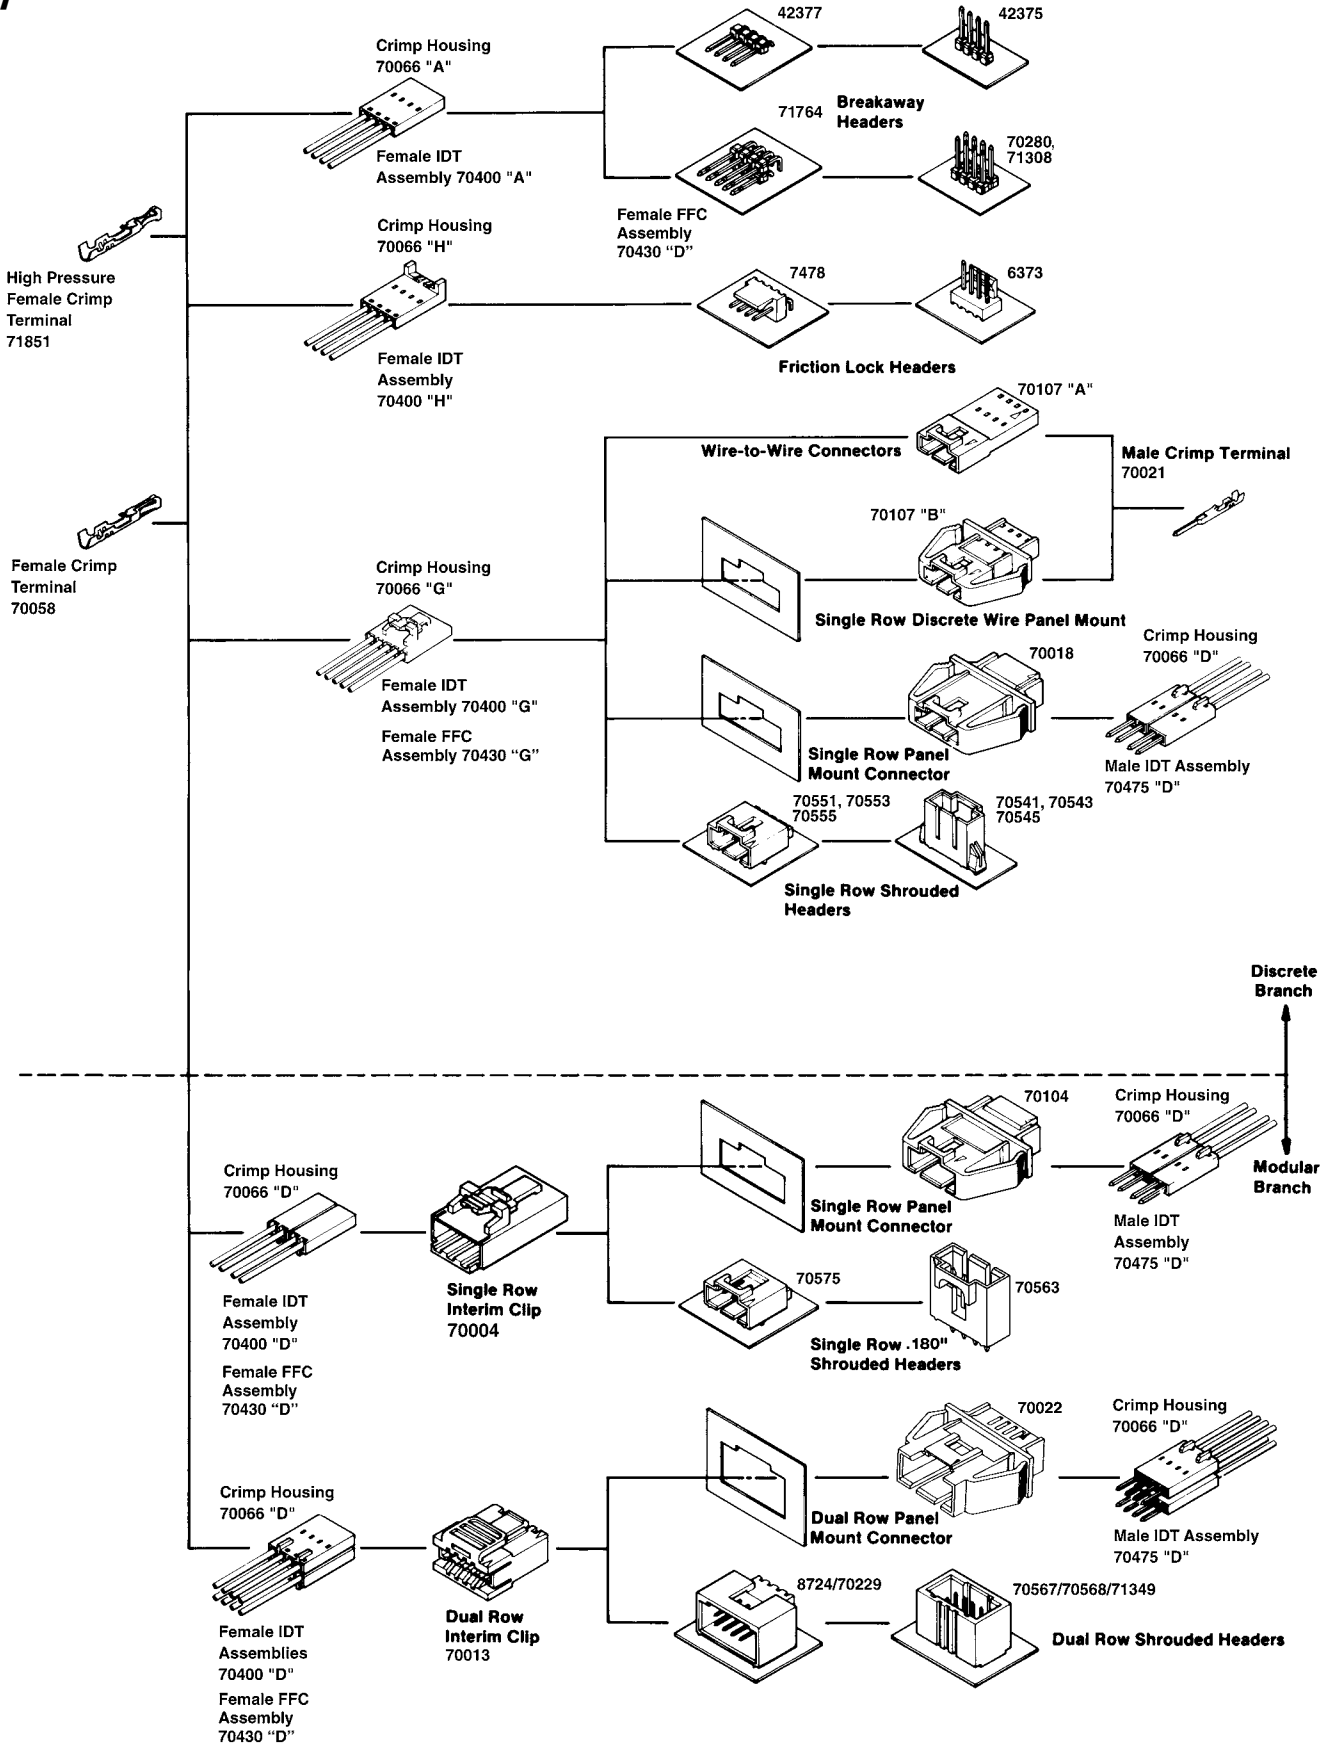 42377
42375
Crimp Housing
70066 "A"
71764
Breakaway
Headers
70280,
71308
Female IDT
Assembly 70400 "A"
Female FFC
Assembly
70430 “D”
Crimp Housing
70066 "H"
High Pressure
Female Crimp
Terminal
71851
7478
6373
Female IDT
Assembly
70400 "H"
Friction Lock Headers
70107 "A"
Wire-to-Wire Connectors
Male Crimp Terminal
70021
70107 "B"
Female Crimp
Terminal
70058
Crimp Housing
70066 "G"
Single Row Discrete Wire Panel Mount
Crimp Housing
70066 "D"
70018
Female IDT
Assembly 70400 "G"
Female FFC
Assembly 70430 “G”
Single Row Panel
Mount Connector
Male IDT Assembly
70475 "D"
70551, 70553
70555
70541, 70543
70545
Single Row Shrouded
Headers
Discrete
Branch
70104
Crimp Housing
70066 "D"
Modular
Branch
Crimp Housing
70066 "D"
Single Row Panel
Mount Connector
Male IDT
Assembly
70475 "D"
Single Row
Interim Clip
70004
70575
70563
Female IDT
Assembly
70400 "D"
Single Row .180"
Shrouded Headers
Female FFC
Assembly
70430 “D”
70022
Crimp Housing
70066 "D"
Crimp Housing
70066 "D"
Dual Row Panel
Mount Connector
Male IDT Assembly
70475 "D"
8724/70229
70567/70568/71349
Dual Row
Interim Clip
70013
Dual Row Shrouded Headers
Female IDT
Assemblies
70400 "D"
Female FFC
Assembly
70430 “D”